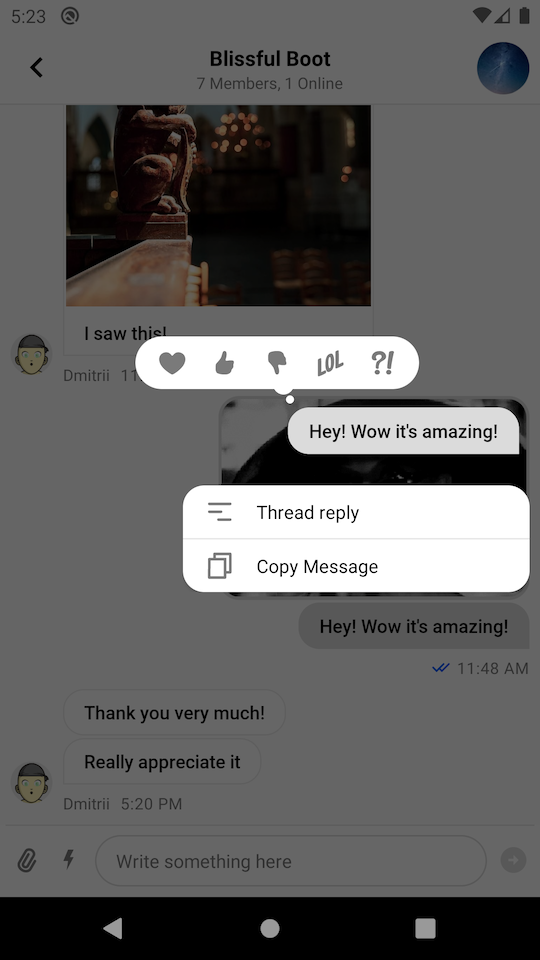 5:23
Blissful Boot
7 Members, 1 Online
I saw this!
Dmitrii 11:
LOL
?!
Hey! Wow it's amazing!
Thread reply
Copy Message
Hey! Wow it's amazing!
11:48 AM
Thank you very much!
Really appreciate it
Dmitrii 5:20 PM
Write something here